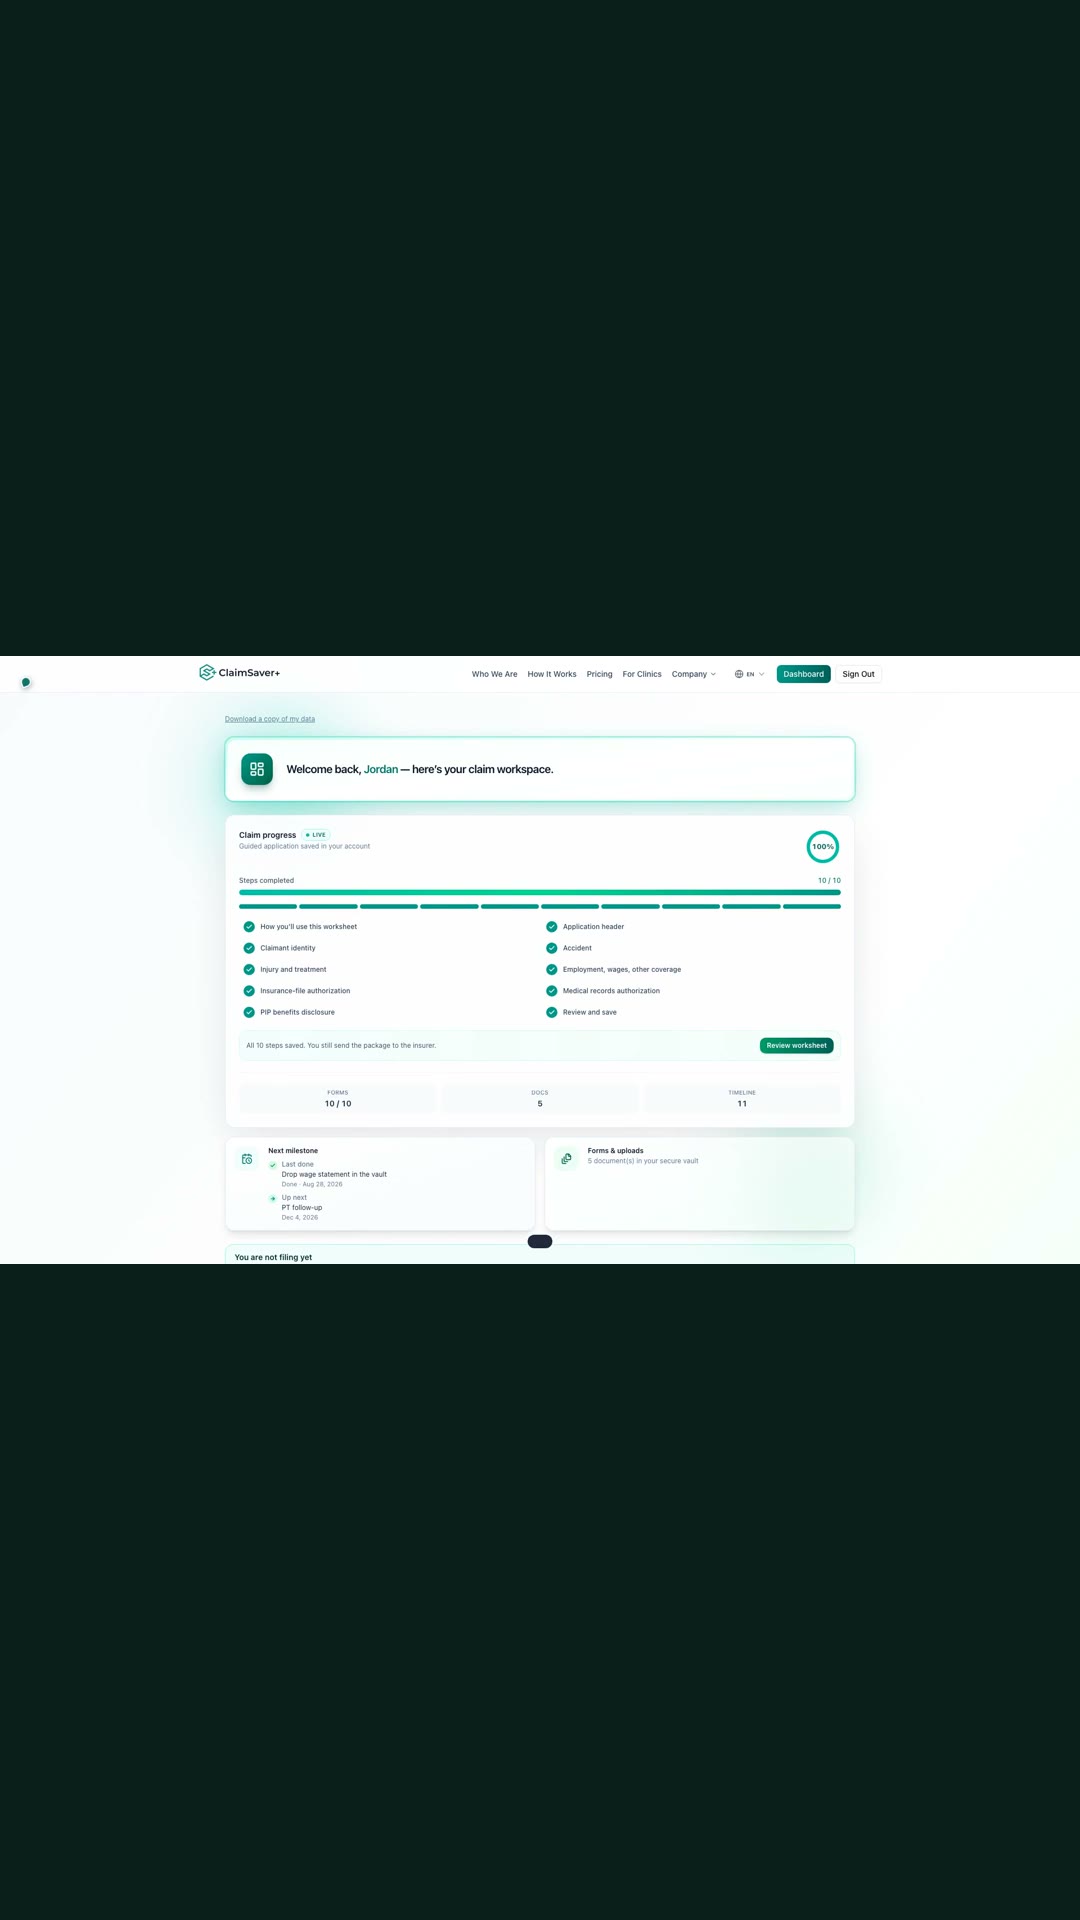 ClaimSaver+
Who We Are
How It Works
Pricing
For Clinics
Company
EN
Dashboard
Sign Out
Download a copy of my data
Welcome back, Jordan — here's your claim workspace.
Claim progress
LIVE
Guided application saved in your account
100%
Steps completed
10 / 10
How you'll use this worksheet
Application header
Claimant identity
Accident
Injury and treatment
Employment, wages, other coverage
Insurance-file authorization
Medical records authorization
PIP benefits disclosure
Review and save
All 10 steps saved. You still send the package to the insurer.
Review worksheet
FORMS
10 / 10
DOCS
5
TIMELINE
11
Next milestone
Last done
Drop wage statement in the vault
Done · Aug 28, 2026
Up next
PT follow-up
Dec 4, 2026
Forms & uploads
5 document(s) in your secure vault
You are not filing yet